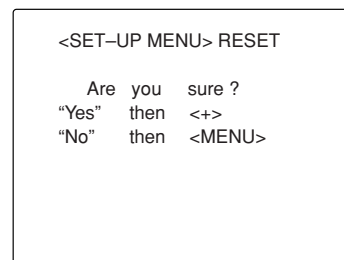 <SET–UP MENU> RESET
Are you sure ?
“Yes” then <+>
“No” then <MENU>